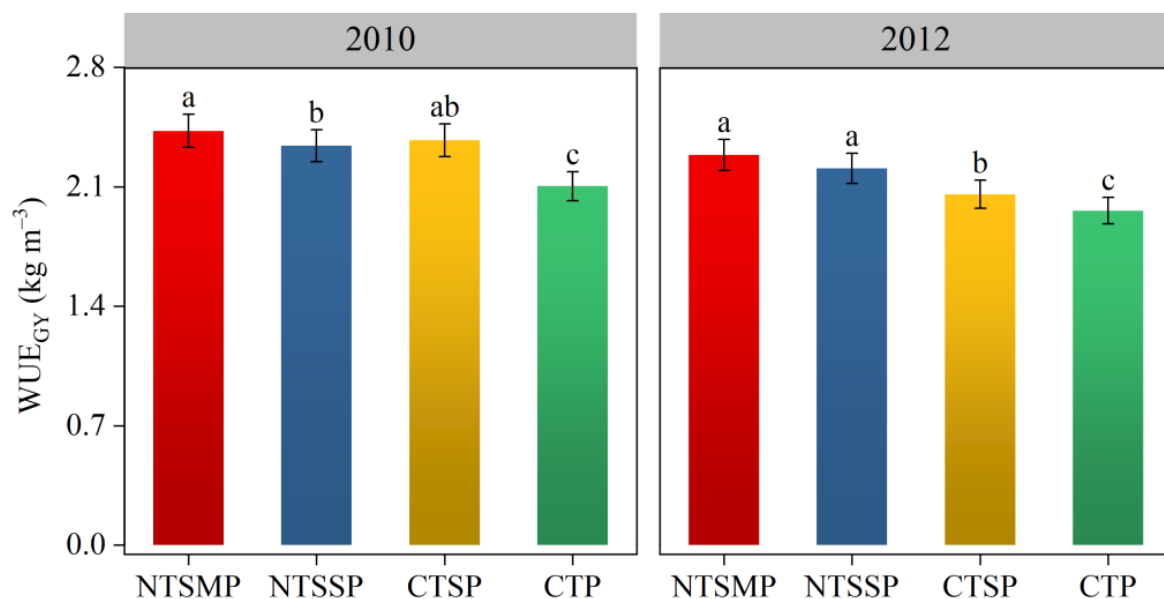 2010 2012
2.8
2.1
1.4
0.7
0.0
WUE_GY (kg m⁻³)
a b ab c
a a b c
NTSMP NTSSP CTSP CTP
NTSMP NTSSP CTSP CTP